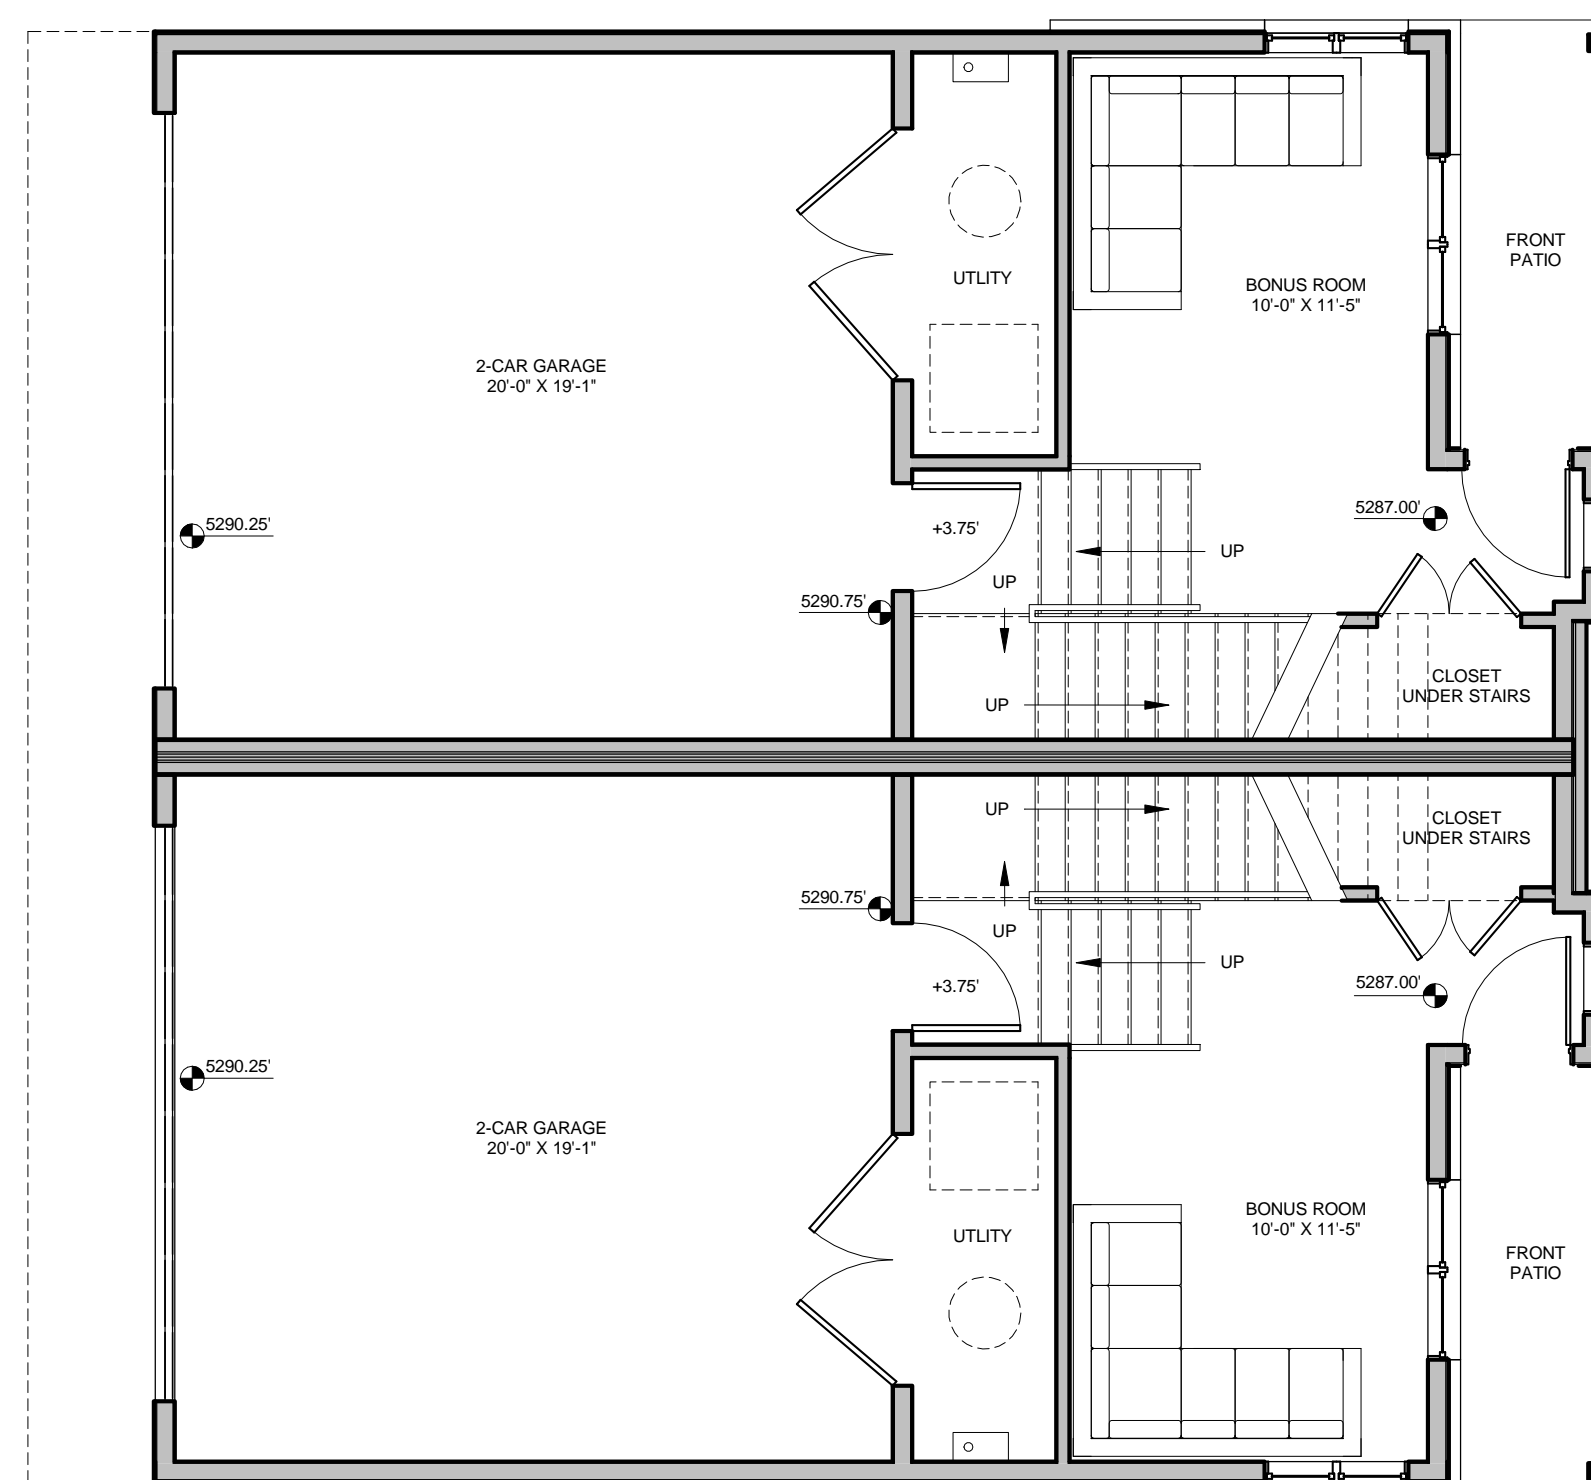 FRONT
PATIO
UTLITY
BONUS ROOM
10'-0" X 11'-5"
2-CAR GARAGE
20'-0" X 19'-1"
5290.25'
+3.75'
5287.00'
UP
UP
5290.75'
CLOSET
UNDER STAIRS
UP
UP
CLOSET
UNDER STAIRS
5290.75'
UP
UP
+3.75'
5287.00'
5290.25'
2-CAR GARAGE
20'-0" X 19'-1"
BONUS ROOM
10'-0" X 11'-5"
UTLITY
FRONT
PATIO